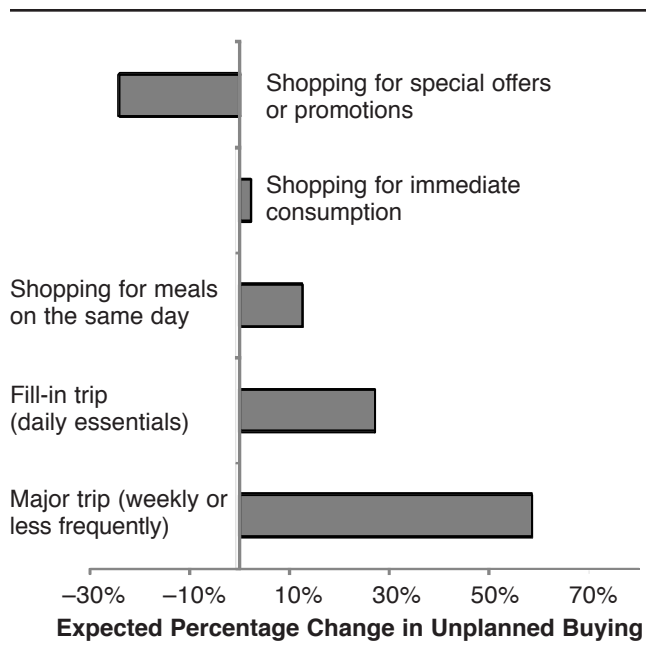 Shopping for special offers
or promotions
Shopping for immediate
consumption
Shopping for meals
on the same day
Fill-in trip
(daily essentials)
Major trip (weekly or
less frequently)
–30% –10% 10% 30% 50% 70%
Expected Percentage Change in Unplanned Buying